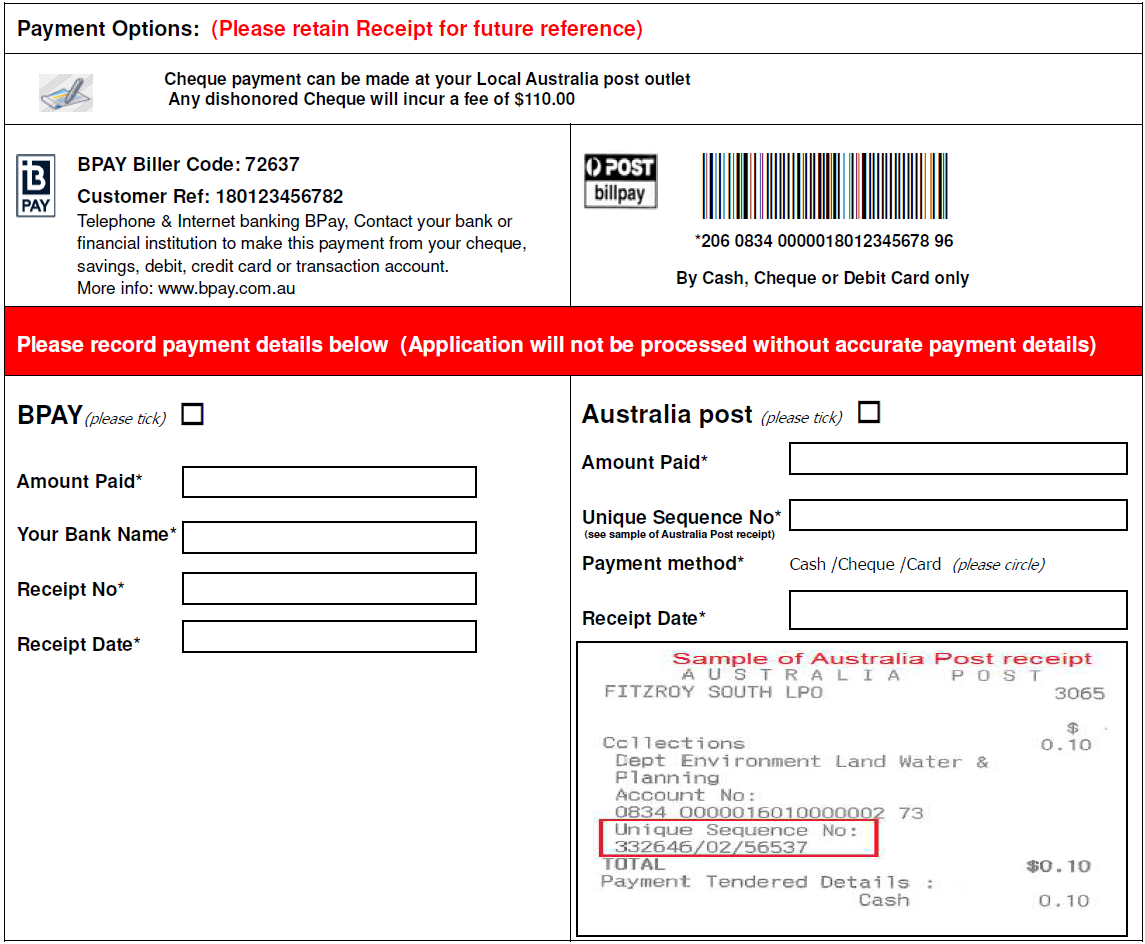 Payment Options: (Please retain Receipt for future reference)
Cheque payment can be made at your Local Australia post outlet
Any dishonored Cheque will incur a fee of $110.00
B
PAY
BPAY Biller Code: 72637
Customer Ref: 180123456782
Telephone & Internet banking BPay, Contact your bank or
financial institution to make this payment from your cheque,
savings, debit, credit card or transaction account.
More info: www.bpay.com.au
POST
billpay
*206 0834 0000018012345678 96
By Cash, Cheque or Debit Card only
Please record payment details below (Application will not be processed without accurate payment details)
BPAY (please tick)
Amount Paid*
Your Bank Name*
Receipt No*
Receipt Date*
Australia post (please tick)
Amount Paid*
Unique Sequence No*
(see sample of Australia Post receipt)
Payment method* Cash /Cheque /Card (please circle)
Receipt Date*
Sample of Australia Post receipt
AUSTRALIA POST
FITZROY SOUTH LPO 3065
$
Collections 0.10
Dept Environment Land Water &
Planning
Account No:
0834 0000016010000002 73
Unique Sequence No:
332646/02/56537
TOTAL $0.10
Payment Tendered Details :
Cash 0.10